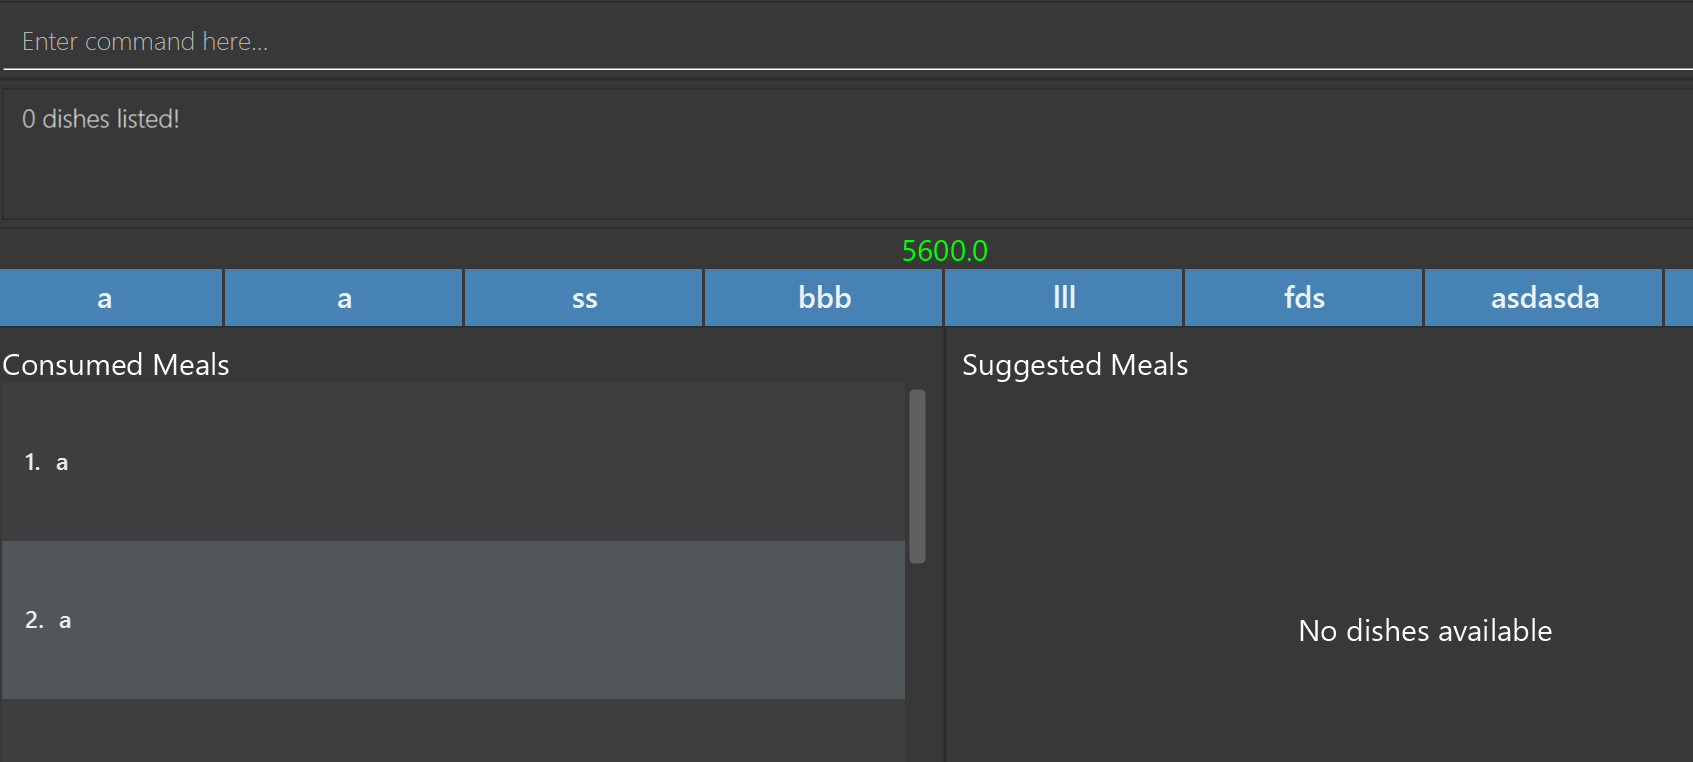 Enter command here...
0 dishes listed!
5600.0
a a ss bbb lll fds asdasda
Consumed Meals
1. a
2. a
Suggested Meals
No dishes available